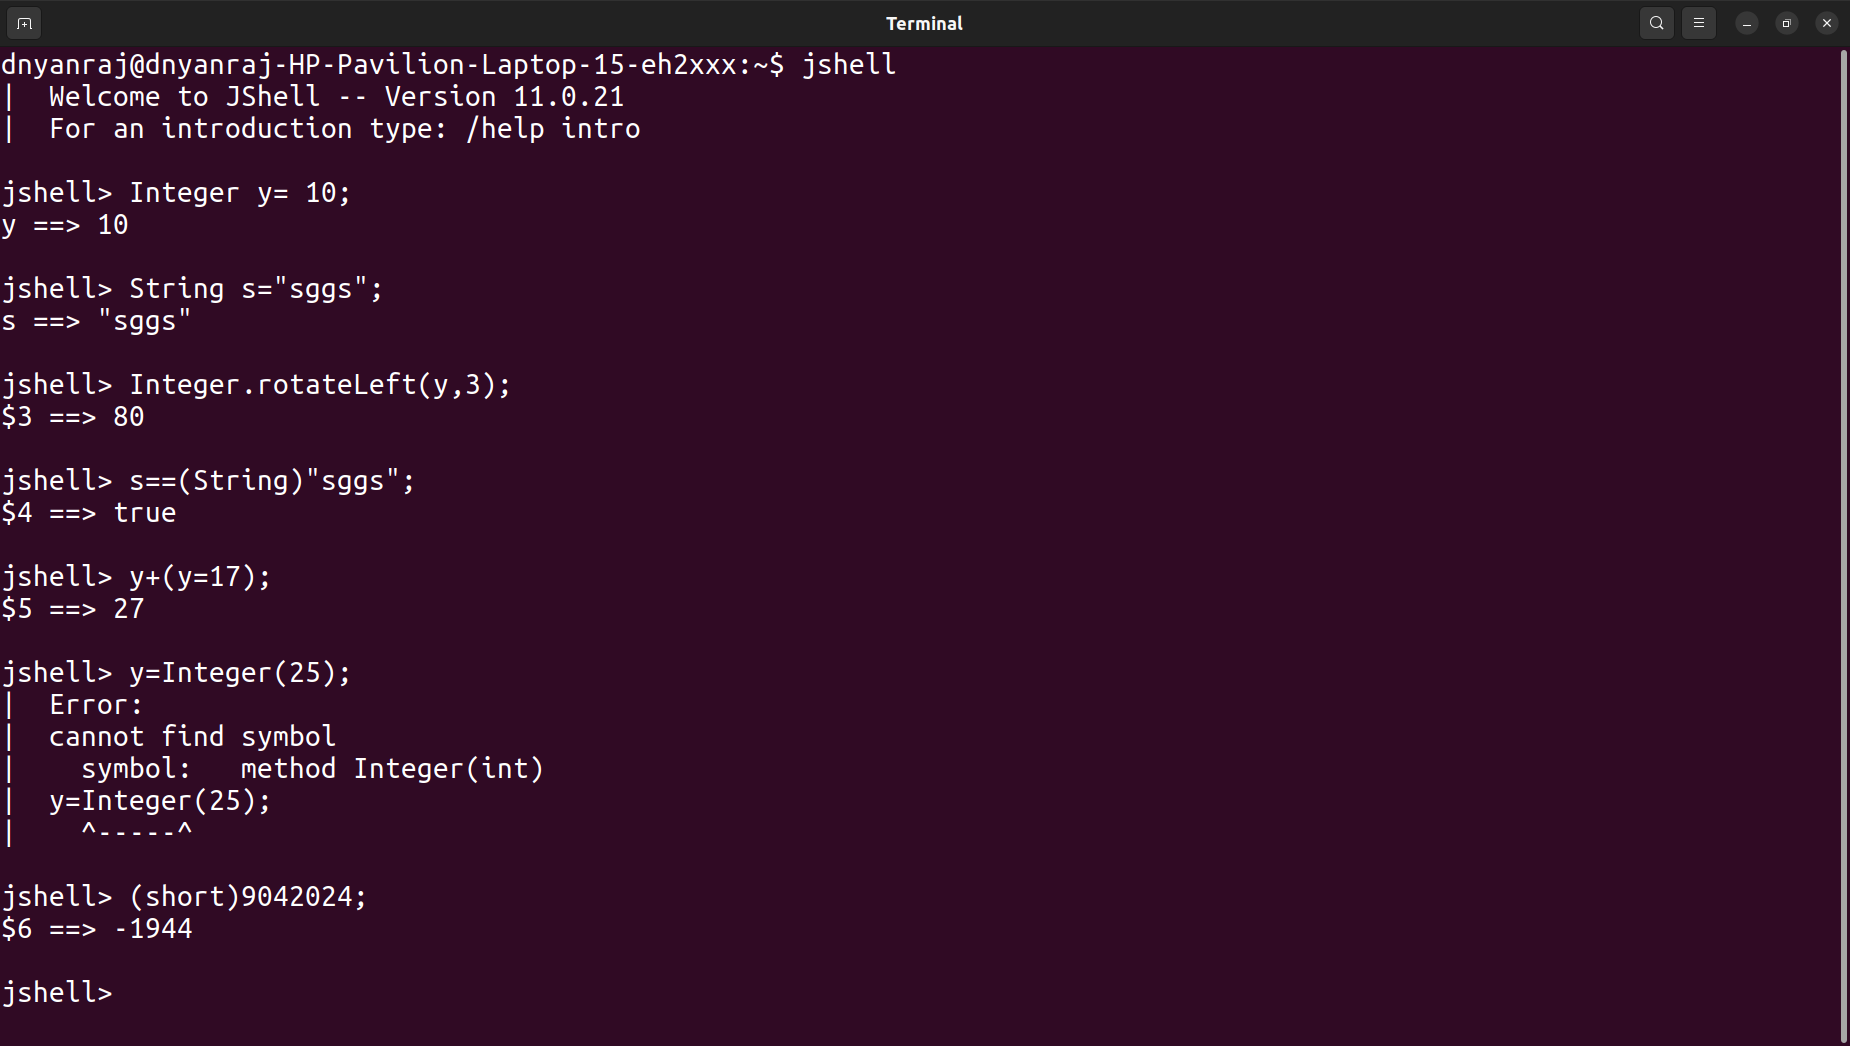 Terminal
dnyanraj@dnyanraj-HP-Pavilion-Laptop-15-eh2xxx:~$ jshell
|  Welcome to JShell -- Version 11.0.21
|  For an introduction type: /help intro
jshell> Integer y= 10;
y ==> 10
jshell> String s="sggs";
s ==> "sggs"
jshell> Integer.rotateLeft(y,3);
$3 ==> 80
jshell> s==(String)"sggs";
$4 ==> true
jshell> y+(y=17);
$5 ==> 27
jshell> y=Integer(25);
|  Error:
|  cannot find symbol
|    symbol:   method Integer(int)
|  y=Integer(25);
|    ^-----^
jshell> (short)9042024;
$6 ==> -1944
jshell>